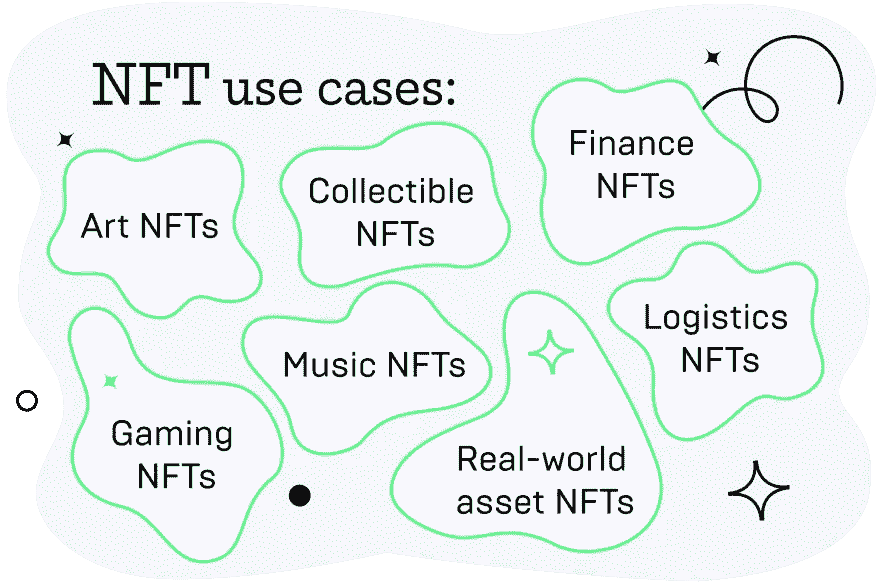 NFT use cases:
Art NFTs
Collectible
NFTs
Finance
NFTs
Gaming
NFTs
Music NFTs
Real-world
asset NFTs
Logistics
NFTs